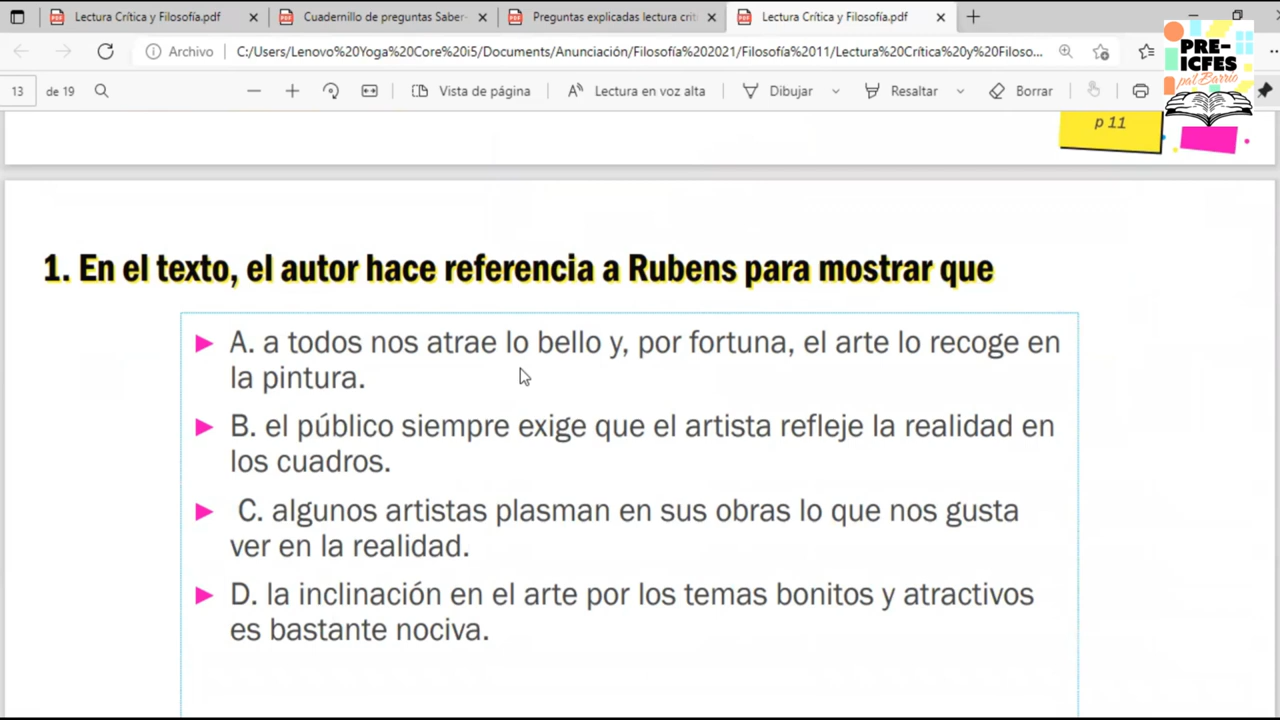 Lectura Crítica y Filosofía.pdf
Cuadernillo de preguntas Saber-
Preguntas explicadas lectura crit
Lectura Crítica y Filosofía.pdf
Archivo
C:/Users/Lenovo%20Yoga%20Core%20i5/Documents/Anunciación/Filosofía%202021/Filosofía%2011/Lectura%20Crítica%20y%20Filoso...
PRE-
ICFES
pa'l Barrio
13
de 19
Vista de página
Lectura en voz alta
Dibujar
Resaltar
Borrar
p 11
1. En el texto, el autor hace referencia a Rubens para mostrar que
A. a todos nos atrae lo bello y, por fortuna, el arte lo recoge en
la pintura.
B. el público siempre exige que el artista refleje la realidad en
los cuadros.
C. algunos artistas plasman en sus obras lo que nos gusta
ver en la realidad.
D. la inclinación en el arte por los temas bonitos y atractivos
es bastante nociva.